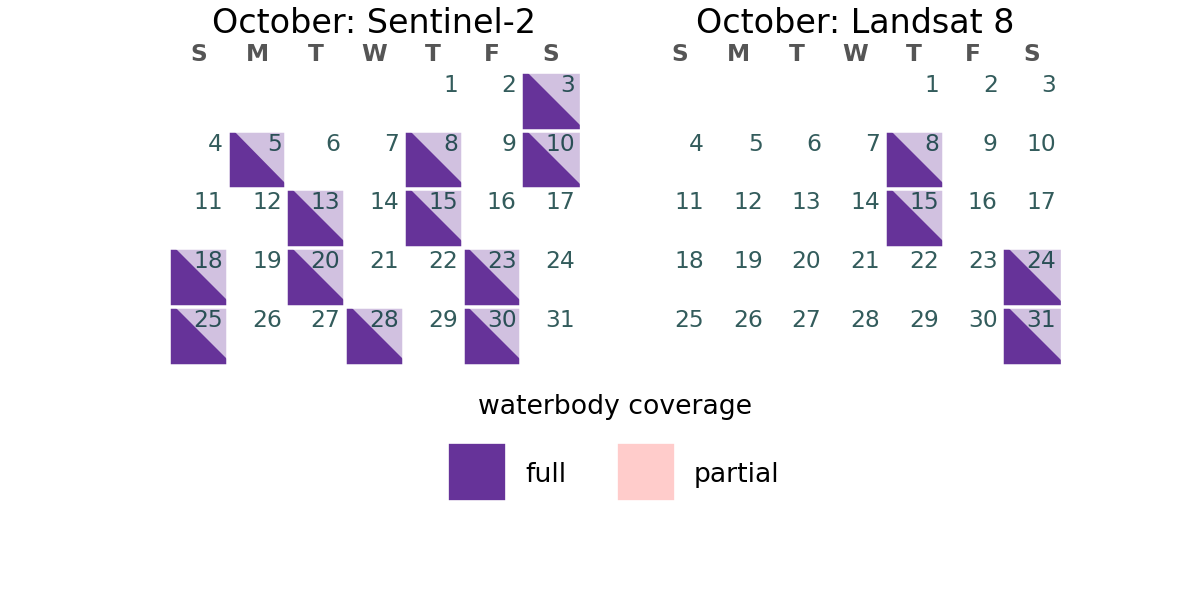 October: Sentinel-2
S M T W T F S
1 2 3
4 5 6 7 8 9 10
11 12 13 14 15 16 17
18 19 20 21 22 23 24
25 26 27 28 29 30 31
October: Landsat 8
S M T W T F S
1 2 3
4 5 6 7 8 9 10
11 12 13 14 15 16 17
18 19 20 21 22 23 24
25 26 27 28 29 30 31
waterbody coverage
full partial